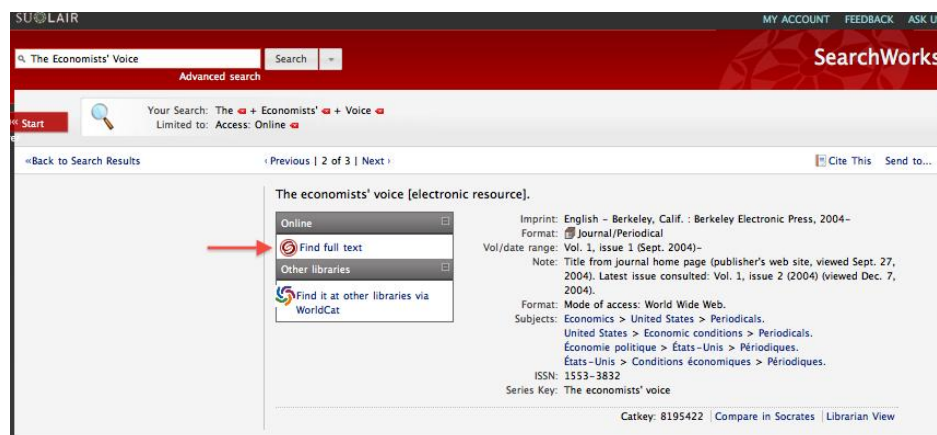 SULAIR
MY ACCOUNT FEEDBACK ASK U
The Economists' Voice
Search
SearchWorks
Advanced search
Your Search: The + Economists' + Voice
Start
Limited to: Access: Online
«Back to Search Results
‹ Previous | 2 of 3 | Next ›
Cite This Send to...
The economists' voice [electronic resource].
Online
Find full text
Other libraries
Find it at other libraries via
WorldCat
Imprint: English – Berkeley, Calif. : Berkeley Electronic Press, 2004–
Format: Journal/Periodical
Vol/date range: Vol. 1, issue 1 (Sept. 2004)–
Note: Title from journal home page (publisher's web site, viewed Sept. 27,
2004). Latest issue consulted: Vol. 1, issue 2 (2004) (viewed Dec. 7,
2004).
Format: Mode of access: World Wide Web.
Subjects: Economics > United States > Periodicals.
United States > Economic conditions > Periodicals.
Économie politique > États-Unis > Périodiques.
États-Unis > Conditions économiques > Périodiques.
ISSN: 1553-3832
Series Key: The economists' voice
Catkey: 8195422 | Compare in Socrates | Librarian View